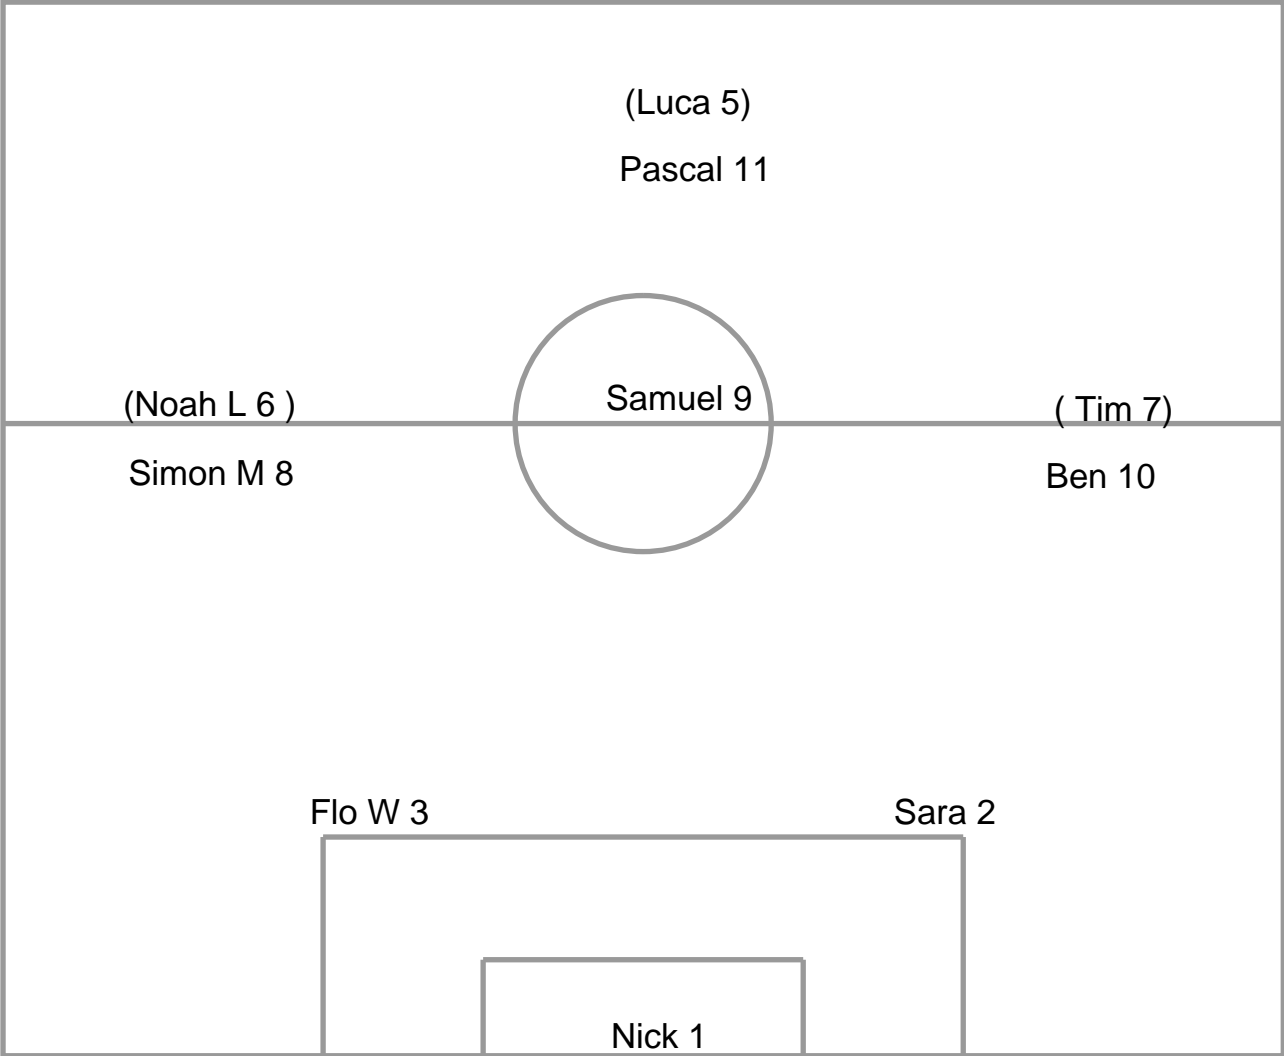 (Luca 5)
Pascal 11
(Noah L 6 )
Samuel 9
( Tim 7)
Simon M 8
Ben 10
Flo W 3
Sara 2
Nick 1